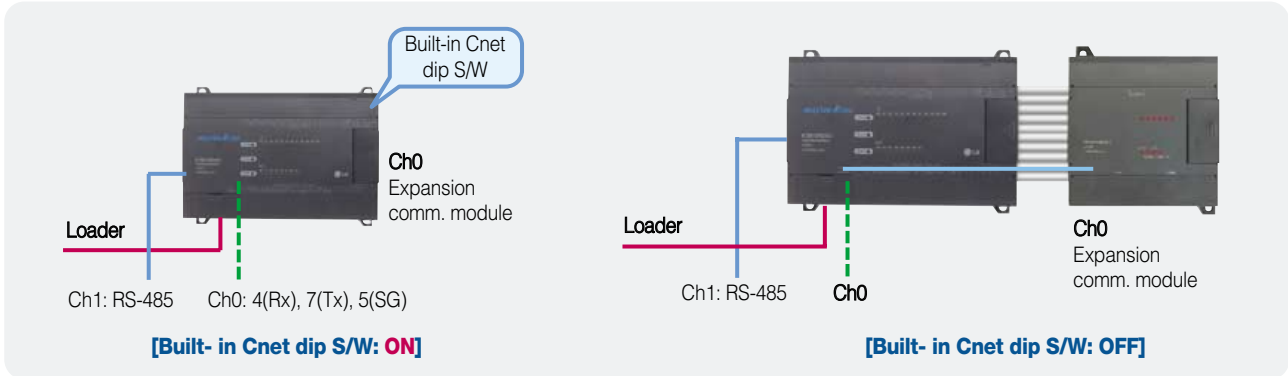 Built-in Cnet
dip S/W
Ch0
Expansion
comm. module
Loader
Ch1: RS-485
Ch0: 4(Rx), 7(Tx), 5(SG)
[Built- in Cnet dip S/W: ON]
Loader
Ch1: RS-485
Ch0
Ch0
Expansion
comm. module
[Built- in Cnet dip S/W: OFF]